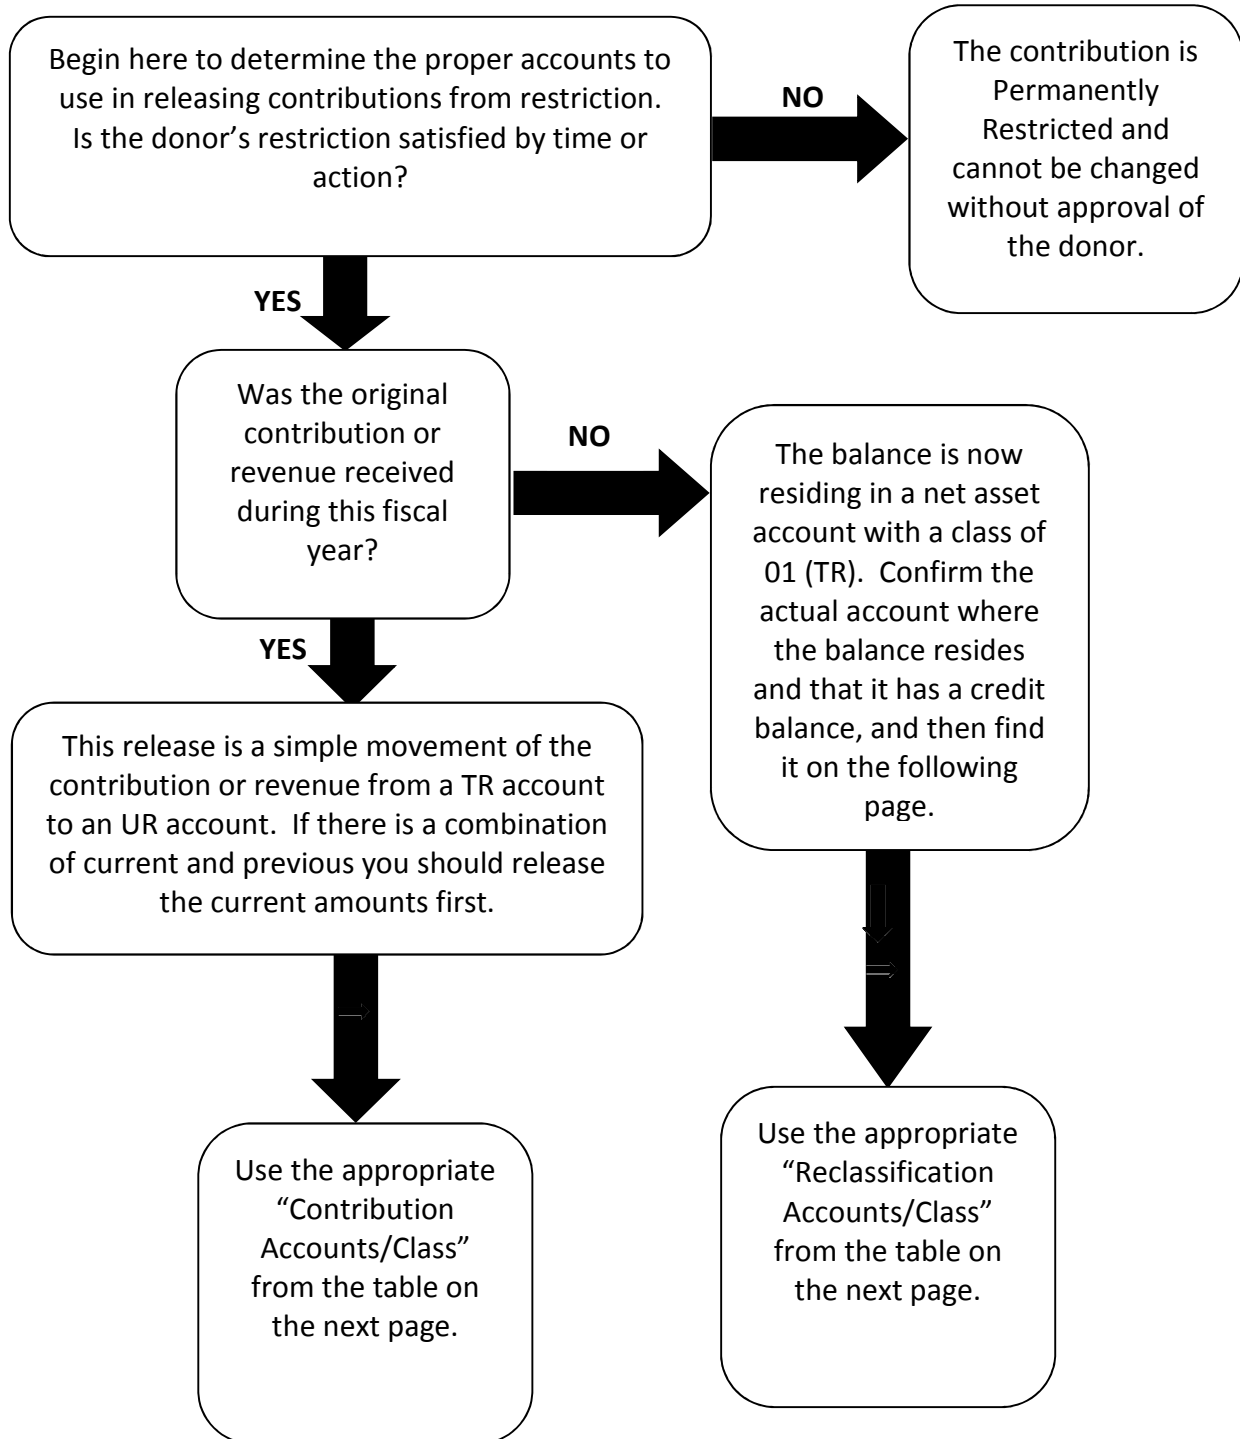 Begin here to determine the proper accounts to
use in releasing contributions from restriction.
Is the donor’s restriction satisfied by time or
action?
NO
The contribution is
Permanently
Restricted and
cannot be changed
without approval of
the donor.
YES
Was the original
contribution or
revenue received
during this fiscal
year?
NO
The balance is now
residing in a net asset
account with a class of
01 (TR).  Confirm the
actual account where
the balance resides
and that it has a credit
balance, and then find
it on the following
page.
YES
This release is a simple movement of the
contribution or revenue from a TR account
to an UR account.  If there is a combination
of current and previous you should release
the current amounts first.
Use the appropriate
“Contribution
Accounts/Class”
from the table on
the next page.
Use the appropriate
“Reclassification
Accounts/Class”
from the table on
the next page.